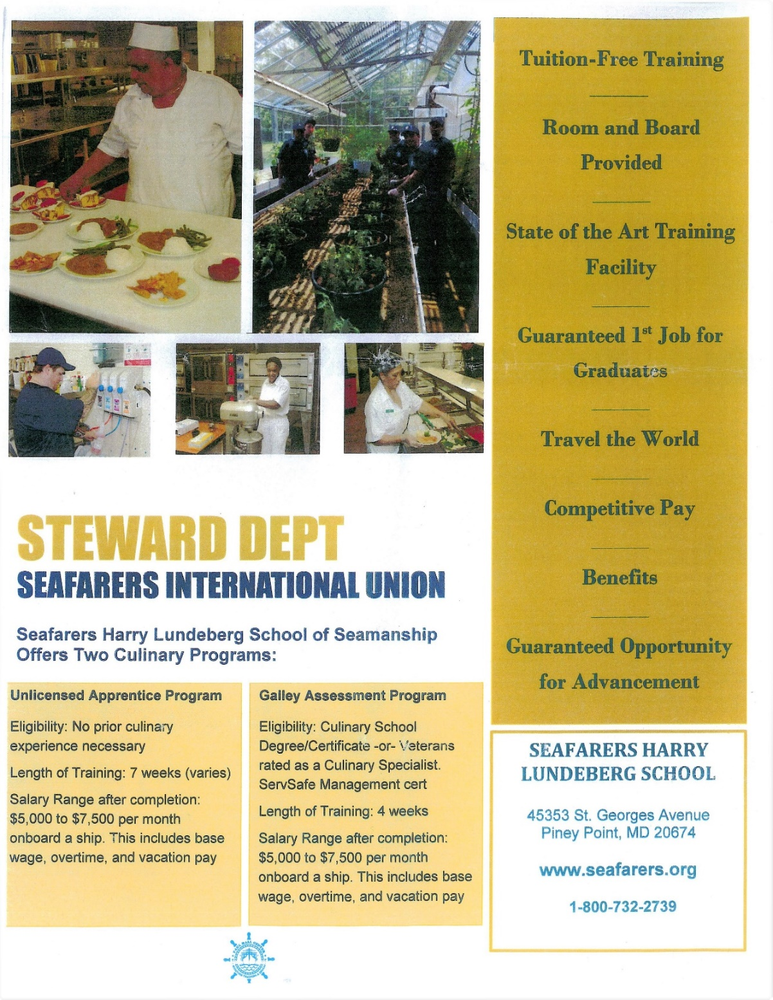 Tuition-Free Training
Room and Board
Provided
State of the Art Training
Facility
Guaranteed 1st Job for
Graduates
Travel the World
Competitive Pay
Benefits
Guaranteed Opportunity
for Advancement
STEWARD DEPT
SEAFARERS INTERNATIONAL UNION
Seafarers Harry Lundeberg School of Seamanship
Offers Two Culinary Programs:
Unlicensed Apprentice Program
Eligibility: No prior culinary
experience necessary
Length of Training: 7 weeks (varies)
Salary Range after completion:
$5,000 to $7,500 per month
onboard a ship. This includes base
wage, overtime, and vacation pay
Galley Assessment Program
Eligibility: Culinary School
Degree/Certificate -or- Veterans
rated as a Culinary Specialist.
ServSafe Management cert
Length of Training: 4 weeks
Salary Range after completion:
$5,000 to $7,500 per month
onboard a ship. This includes base
wage, overtime, and vacation pay
SEAFARERS HARRY
LUNDEBERG SCHOOL
45353 St. Georges Avenue
Piney Point, MD 20674
www.seafarers.org
1-800-732-2739
PAUL HALL CENTER